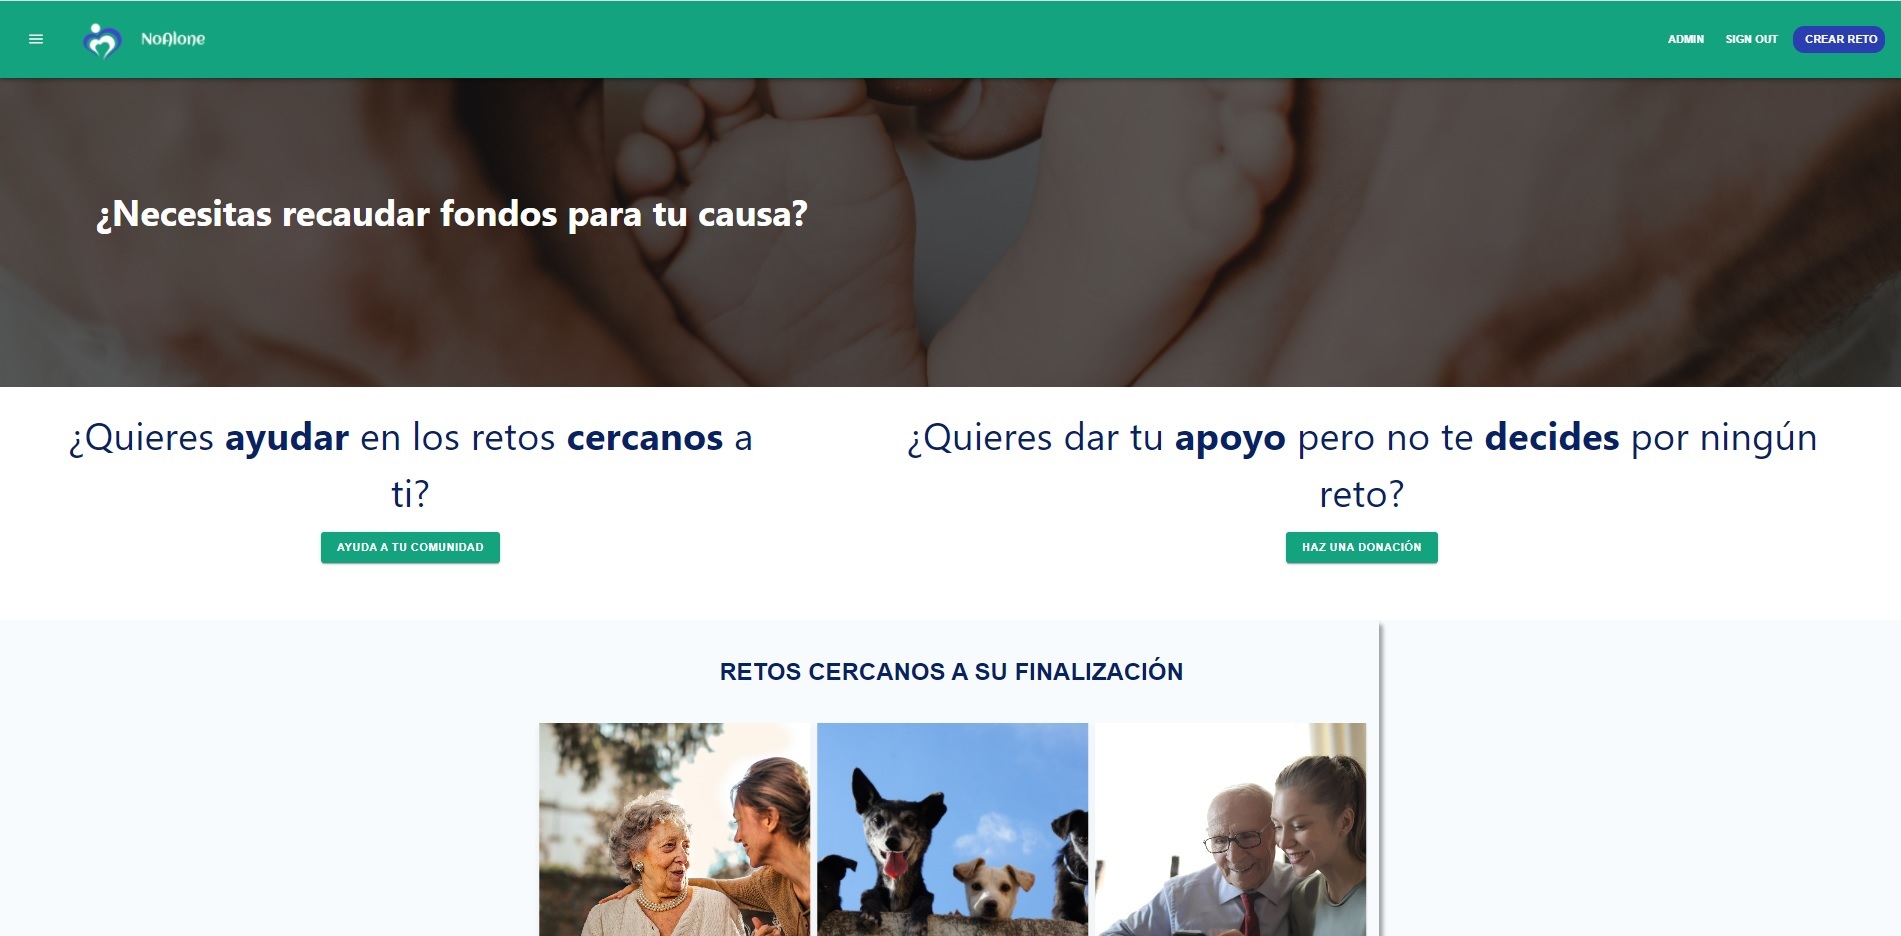 NoAlone
ADMIN
SIGN OUT
CREAR RETO
¿Necesitas recaudar fondos para tu causa?
¿Quieres ayudar en los retos cercanos a
ti?
AYUDA A TU COMUNIDAD
¿Quieres dar tu apoyo pero no te decides por ningún
reto?
HAZ UNA DONACIÓN
RETOS CERCANOS A SU FINALIZACIÓN